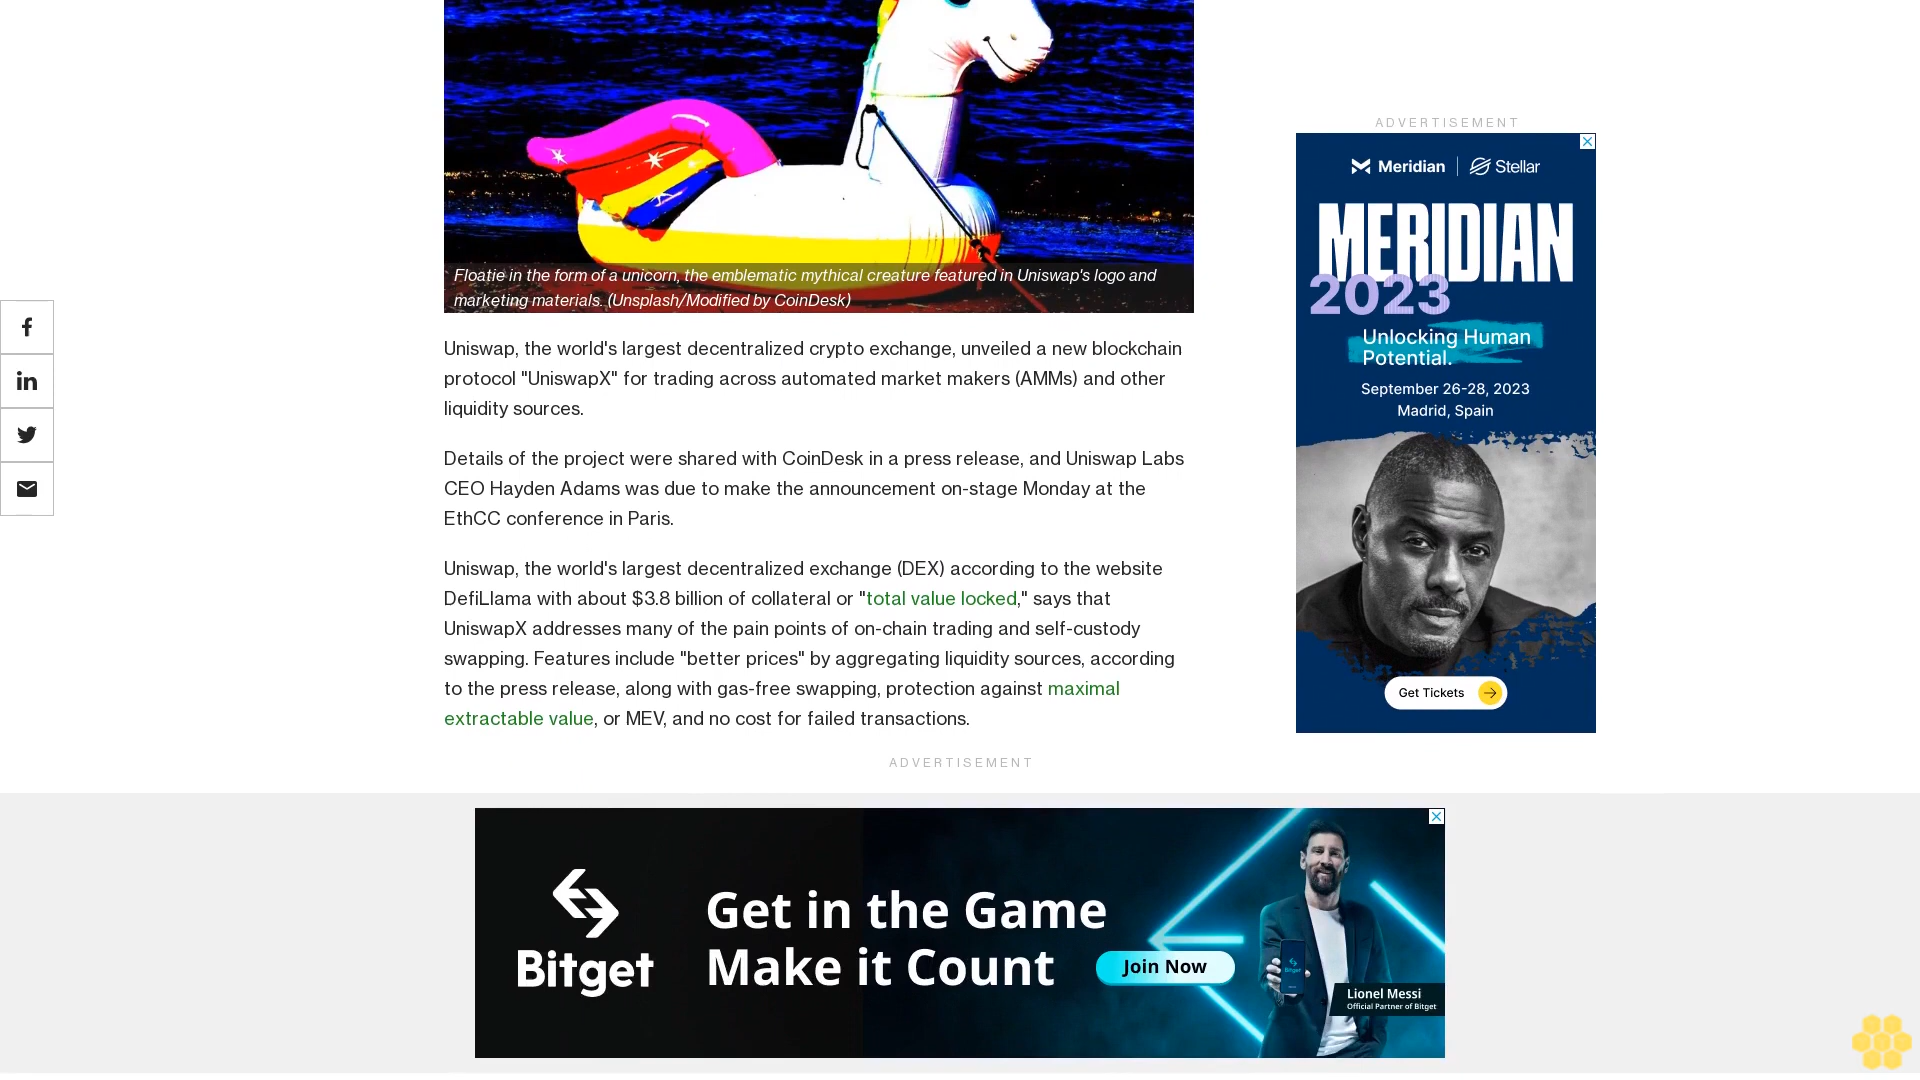 Floatie in the form of a unicorn, the emblematic mythical creature featured in Uniswap's logo and
marketing materials. (Unsplash/Modified by CoinDesk)
Uniswap, the world's largest decentralized crypto exchange, unveiled a new blockchain
protocol "UniswapX" for trading across automated market makers (AMMs) and other
liquidity sources.
Details of the project were shared with CoinDesk in a press release, and Uniswap Labs
CEO Hayden Adams was due to make the announcement on-stage Monday at the
EthCC conference in Paris.
Uniswap, the world's largest decentralized exchange (DEX) according to the website
DefiLlama with about $3.8 billion of collateral or "total value locked," says that
UniswapX addresses many of the pain points of on-chain trading and self-custody
swapping. Features include "better prices" by aggregating liquidity sources, according
to the press release, along with gas-free swapping, protection against maximal
extractable value, or MEV, and no cost for failed transactions.
ADVERTISEMENT
Meridian | Stellar
MERIDIAN
2023
Unlocking Human
Potential.
September 26-28, 2023
Madrid, Spain
Get Tickets
ADVERTISEMENT
Bitget
Get in the Game
Make it Count
Join Now
Bitget
Lionel Messi
Official Partner of Bitget